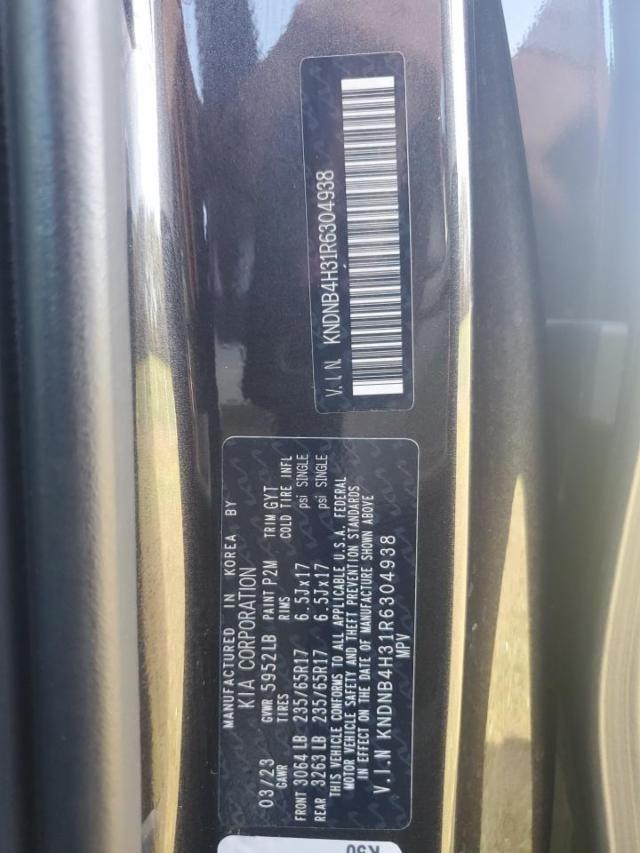 V.I.N. KNDNB4H31R6304938
MANUFACTURED IN KOREA BY
KIA CORPORATION
03/23 GVWR 5952LB PAINT P2M TRIM GYT
GAWR TIRES RIMS COLD TIRE INFL
FRONT 3064LB 235/65R17 6.5Jx17 psi SINGLE
REAR 3263LB 235/65R17 6.5Jx17 psi SINGLE
THIS VEHICLE CONFORMS TO ALL APPLICABLE U.S.A. FEDERAL
MOTOR VEHICLE SAFETY AND THEFT PREVENTION STANDARDS
IN EFFECT ON THE DATE OF MANUFACTURE SHOWN ABOVE
V.I.N KNDNB4H31R6304938
MPV